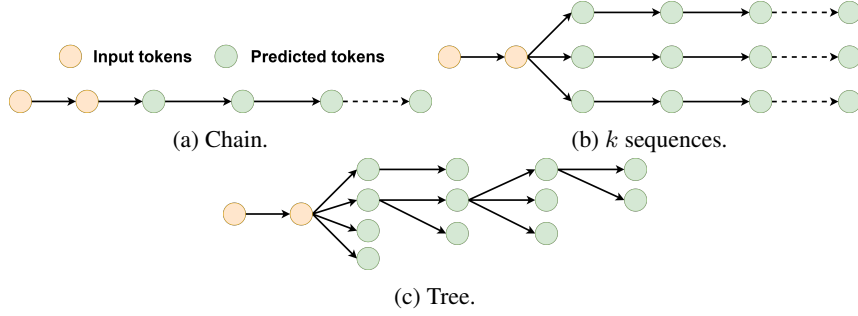 Input tokens
Predicted tokens
(a) Chain.
(b) k sequences.
(c) Tree.